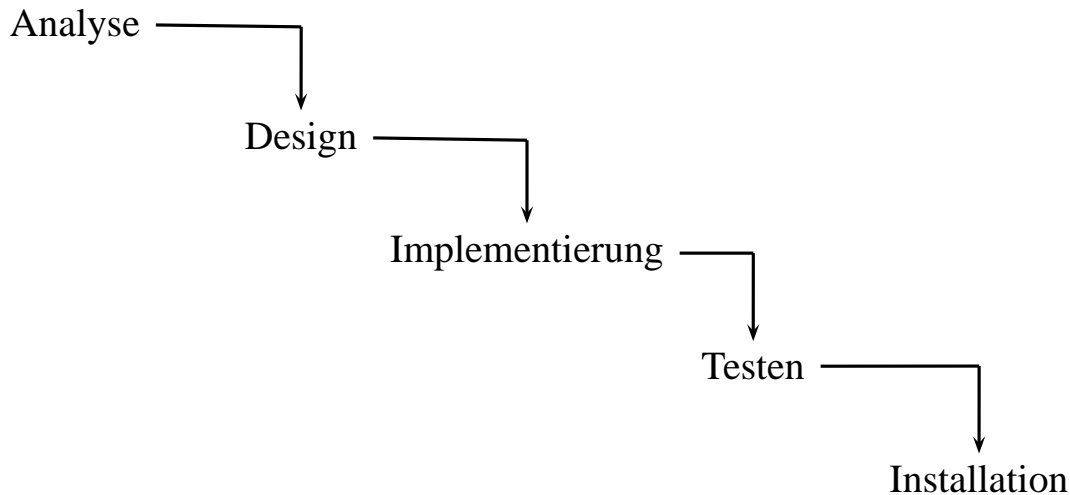 Analyse
Design
Implementierung
Testen
Installation